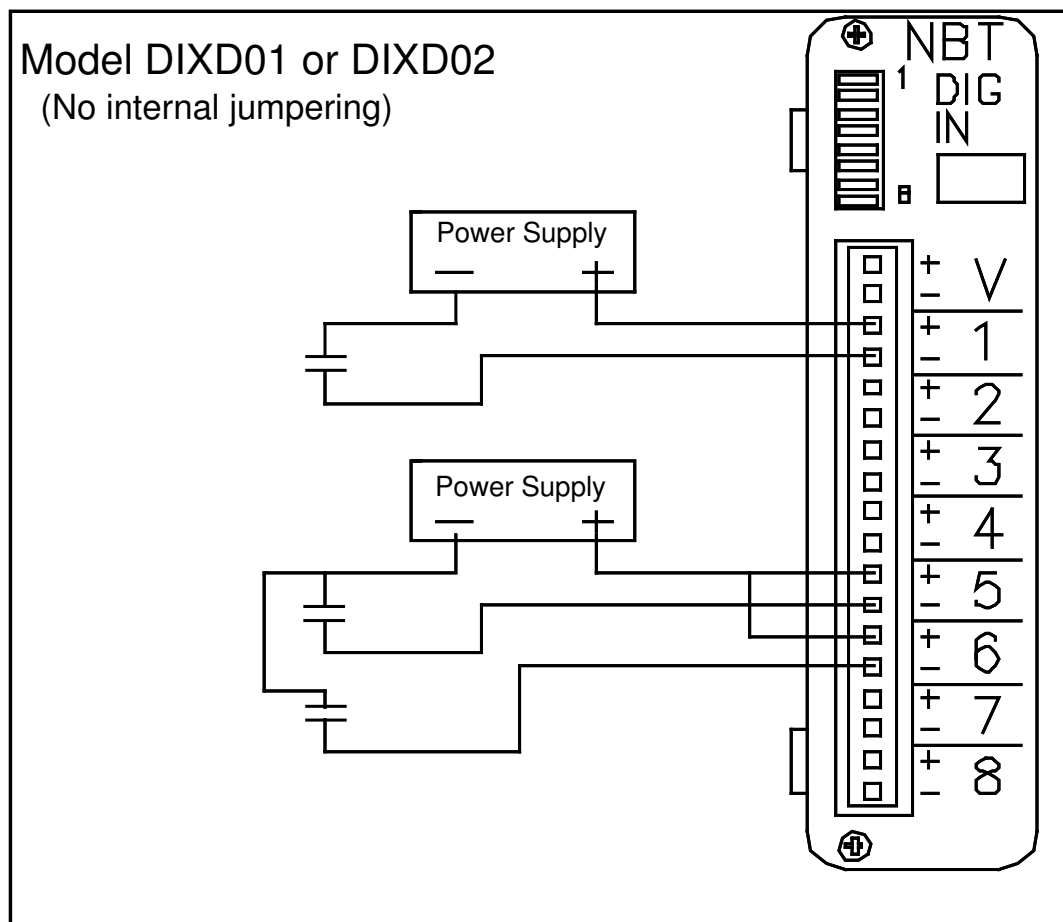 Model DIXD01 or DIXD02
(No internal jumpering)
NBT
1
DIG
IN
8
Power Supply
— +
+
– V
+
– 1
+
– 2
+
– 3
Power Supply
— +
+
– 4
+
– 5
+
– 6
+
– 7
+
– 8